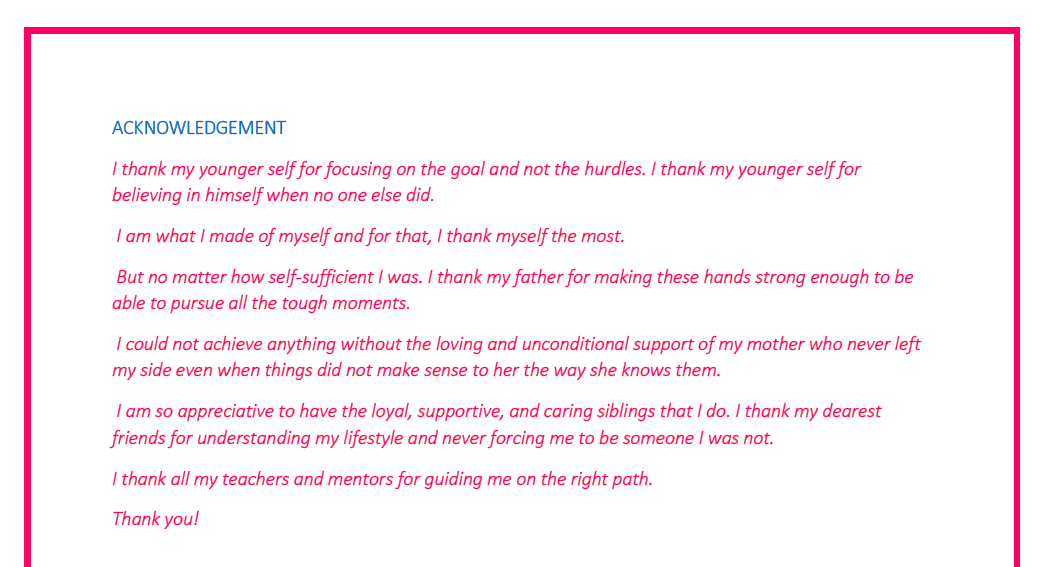 ACKNOWLEDGEMENT
I thank my younger self for focusing on the goal and not the hurdles. I thank my younger self for
believing in himself when no one else did.
I am what I made of myself and for that, I thank myself the most.
But no matter how self-sufficient I was. I thank my father for making these hands strong enough to be
able to pursue all the tough moments.
I could not achieve anything without the loving and unconditional support of my mother who never left
my side even when things did not make sense to her the way she knows them.
I am so appreciative to have the loyal, supportive, and caring siblings that I do. I thank my dearest
friends for understanding my lifestyle and never forcing me to be someone I was not.
I thank all my teachers and mentors for guiding me on the right path.
Thank you!